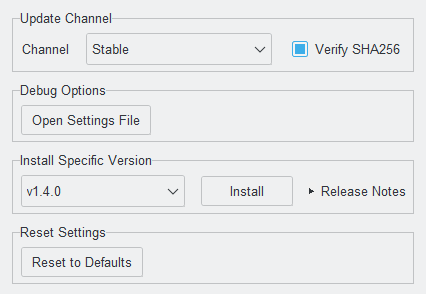 Update Channel
Channel Stable Verify SHA256
Debug Options
Open Settings File
Install Specific Version
v1.4.0 Install Release Notes
Reset Settings
Reset to Defaults